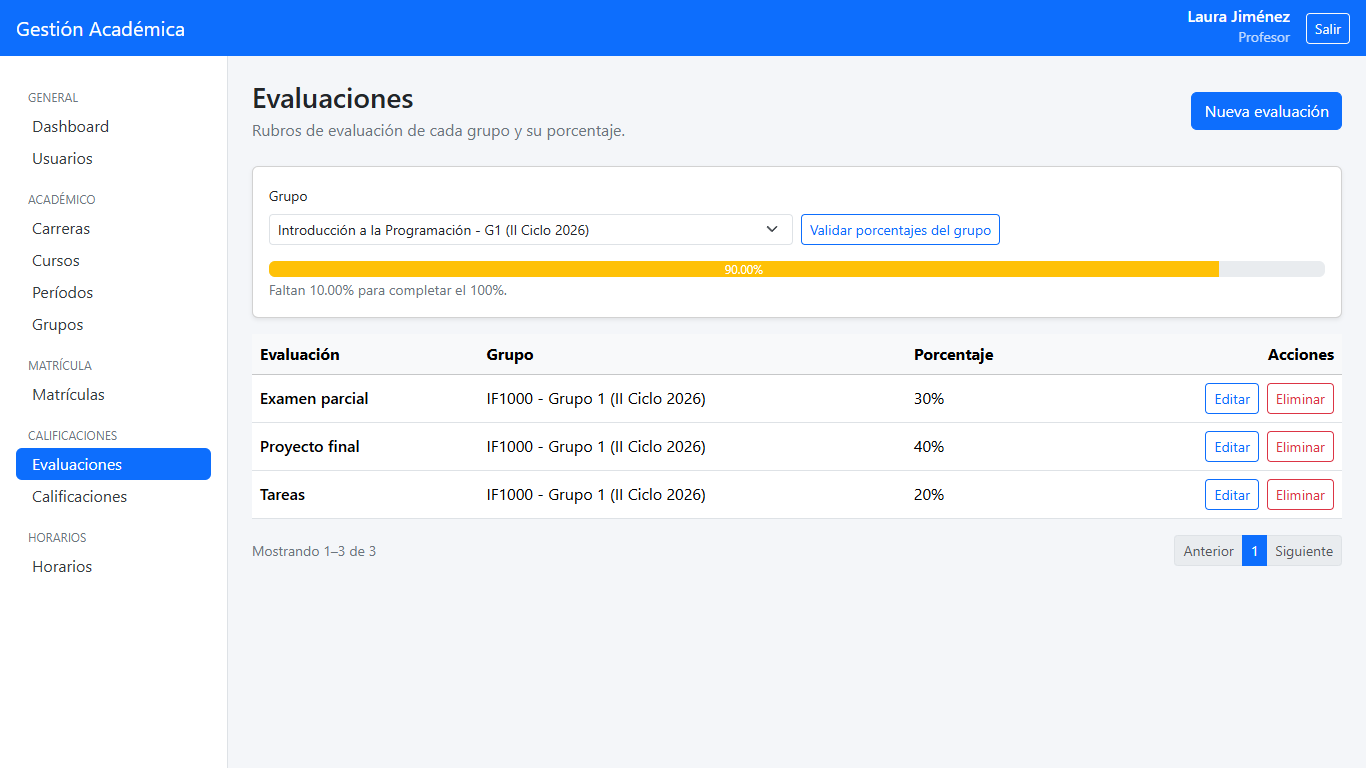 Gestión Académica
Laura Jiménez
Profesor
Salir
GENERAL
Dashboard
Usuarios
ACADÉMICO
Carreras
Cursos
Períodos
Grupos
MATRÍCULA
Matrículas
CALIFICACIONES
Evaluaciones
Calificaciones
HORARIOS
Horarios
Evaluaciones
Rubros de evaluación de cada grupo y su porcentaje.
Nueva evaluación
Grupo
Introducción a la Programación - G1 (II Ciclo 2026)
Validar porcentajes del grupo
90.00%
Faltan 10.00% para completar el 100%.
Evaluación Grupo Porcentaje Acciones
Examen parcial IF1000 - Grupo 1 (II Ciclo 2026) 30% Editar Eliminar
Proyecto final IF1000 - Grupo 1 (II Ciclo 2026) 40% Editar Eliminar
Tareas IF1000 - Grupo 1 (II Ciclo 2026) 20% Editar Eliminar
Mostrando 1–3 de 3
Anterior 1 Siguiente